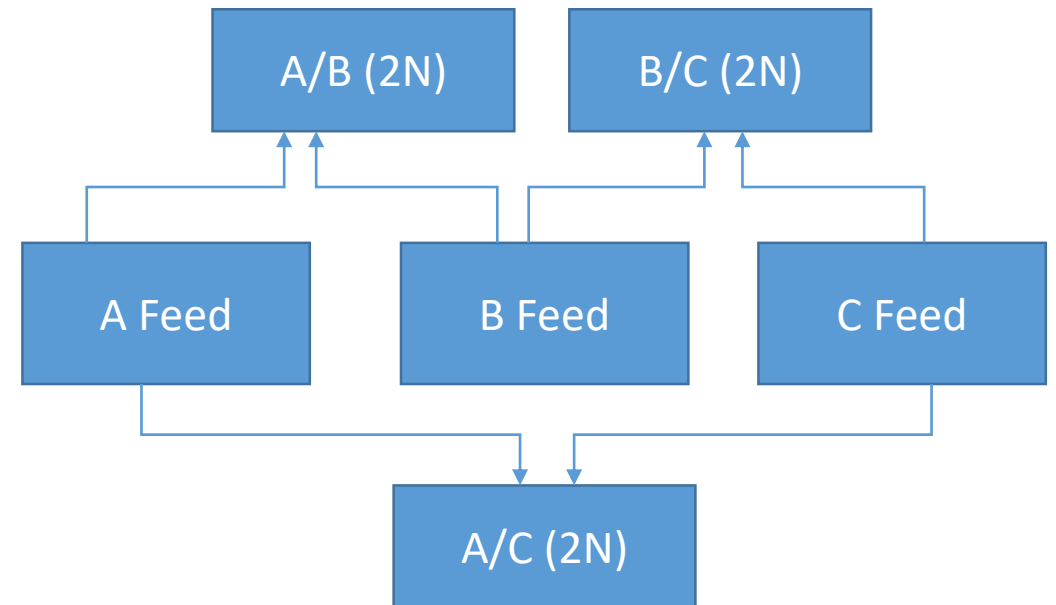 A/B (2N)
B/C (2N)
A Feed
B Feed
C Feed
A/C (2N)